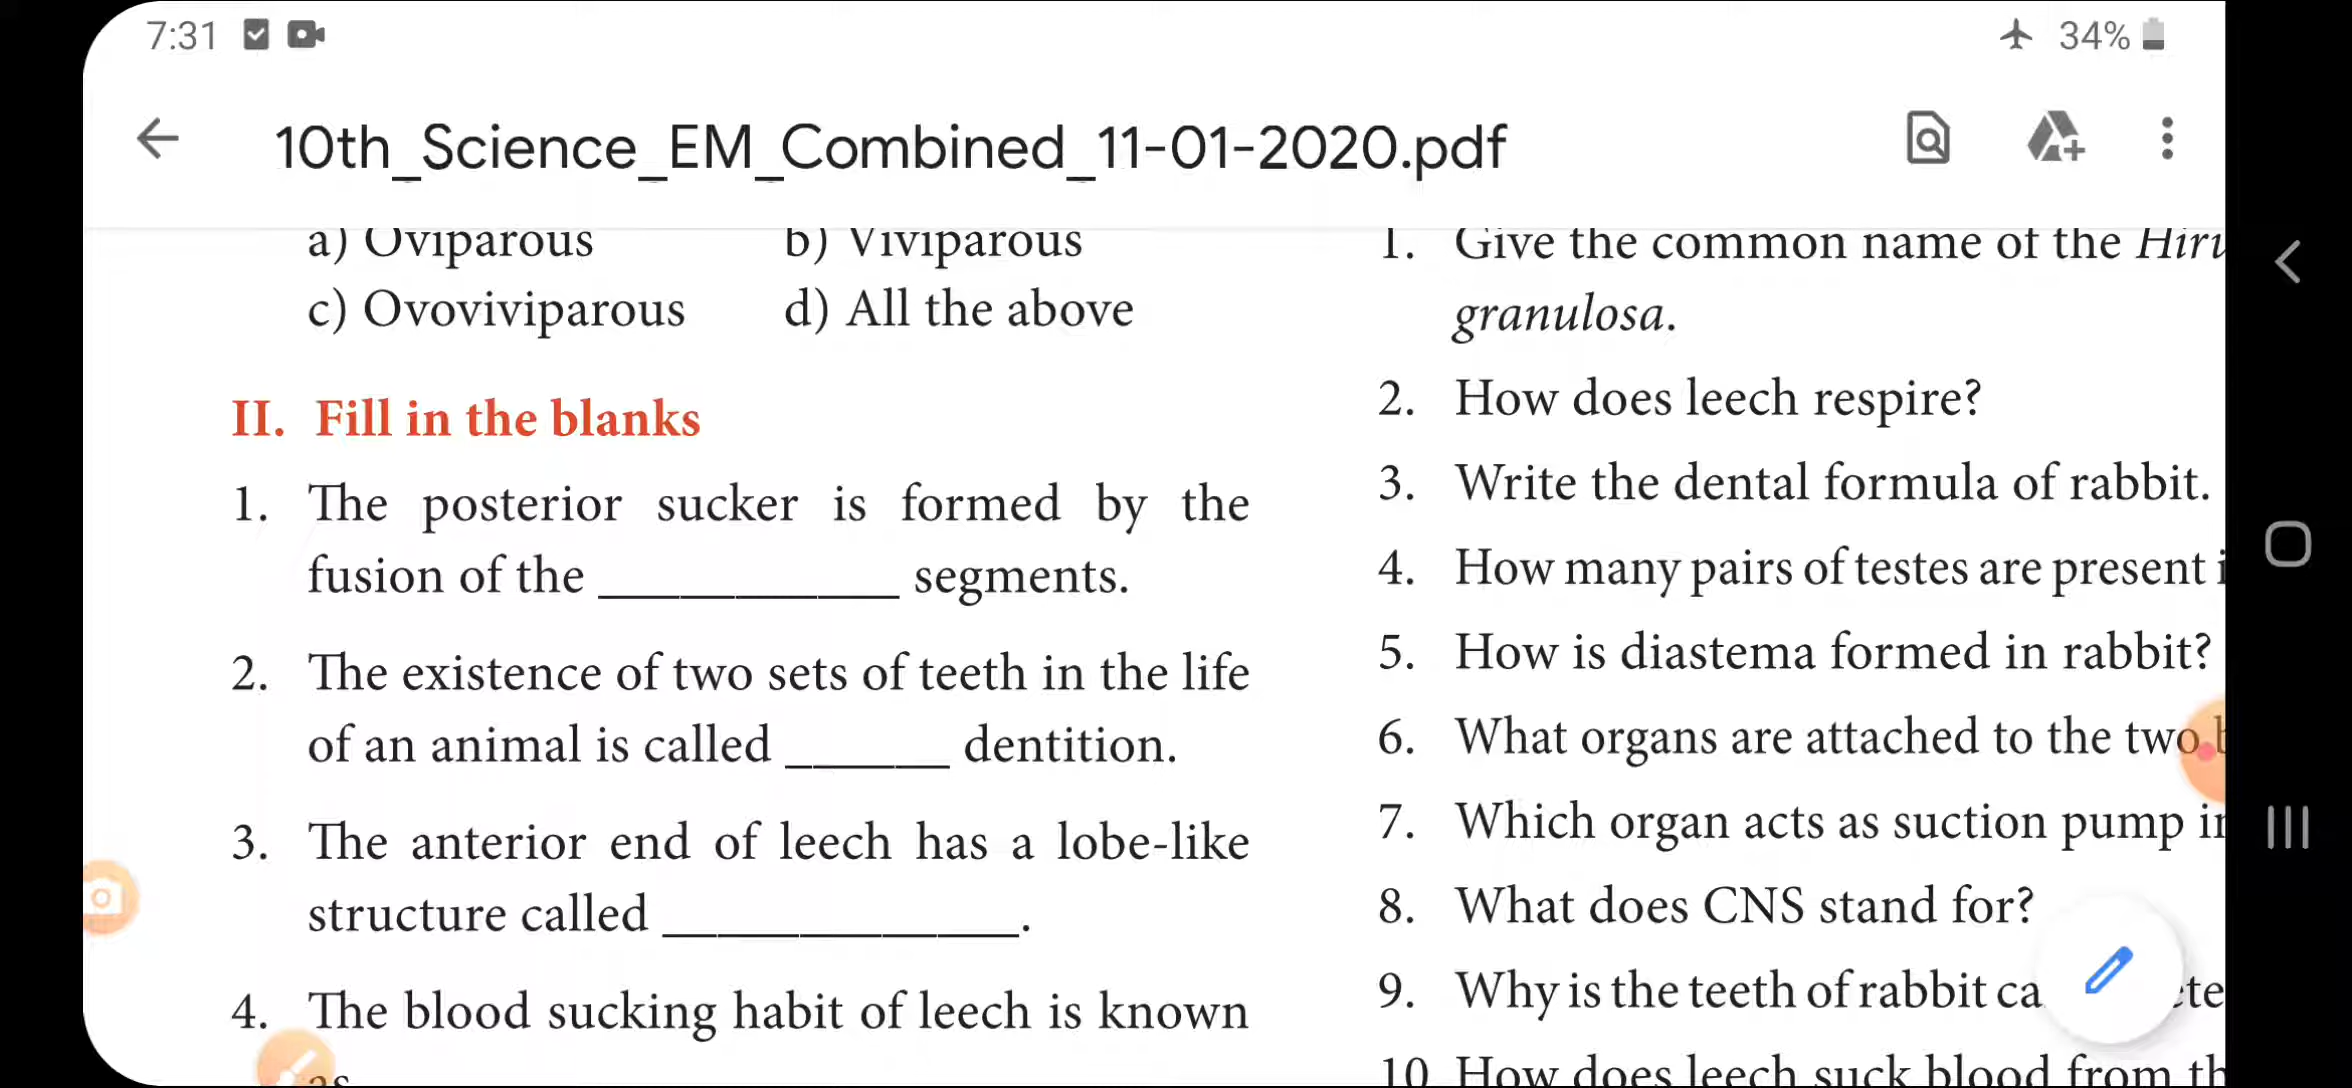 7:31
34%
10th_Science_EM_Combined_11-01-2020.pdf
a) Oviparous b) Viviparous
c) Ovoviviparous d) All the above
II. Fill in the blanks
1. The posterior sucker is formed by the
fusion of the ____________ segments.
2. The existence of two sets of teeth in the life
of an animal is called ______ dentition.
3. The anterior end of leech has a lobe-like
structure called _____________.
4. The blood sucking habit of leech is known
as
1. Give the common name of the
granulosa.
2. How does leech respire?
3. Write the dental formula of rabbit.
4. How many pairs of testes are present
5. How is diastema formed in rabbit?
6. What organs are attached to the two
7. Which organ acts as suction pump
8. What does CNS stand for?
9. Why is the teeth of rabbit
10 How does leech suck blood from